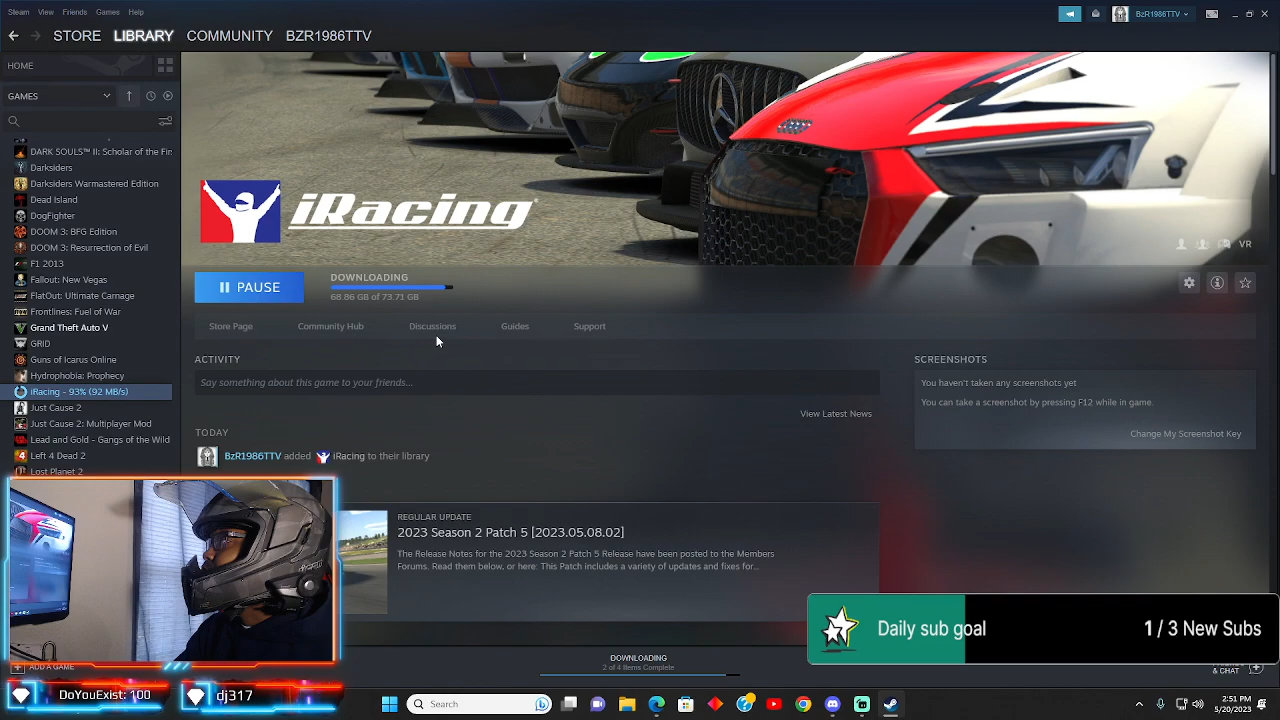 Steam View Friends Games Help
BZR1986TTV
STORE LIBRARY COMMUNITY BZR1986TTV
HOME
GAMES
DARK SOULS™ II: Scholar of the Fir
Darksiders
Darksiders Warmastered Edition
Dead Island
DogFighter
DOOM 3: BFG Edition
DOOM 3: Resurrection of Evil
F1 2013
Fallout: New Vegas
FlatOut: Ultimate Carnage
Frontlines: Fuel of War
Grand Theft Auto V
GRID
Guns of Icarus Online
Hydrophobia: Prophecy
iRacing - 93% (92 MB/s)
Just Cause 2
Just Cause 2: Multiplayer Mod
Lead and Gold - Gangs of the Wild
Left 4 Dead 2
Lost Planet 2
iRacing
VR
PAUSE
DOWNLOADING
68.86 GB of 73.71 GB
Store Page Community Hub Discussions Guides Support
ACTIVITY
Say something about this game to your friends...
View Latest News
TODAY
BzR1986TTV added iRacing to their library
SCREENSHOTS
You haven't taken any screenshots yet
You can take a screenshot by pressing F12 while in game.
Change My Screenshot Key
REGULAR UPDATE
2023 Season 2 Patch 5 [2023.05.08.02]
The Release Notes for the 2023 Season 2 Patch 5 Release have been posted to the Members
Forums. Read them below, or here: This Patch includes a variety of updates and fixes for...
Daily sub goal 1 / 3 New Subs
DOWNLOADING
2 of 4 Items Complete
ADD A GAME
& CHAT
DoYouExist: 100 dj317
Search
2:51 PM
5/20/2023